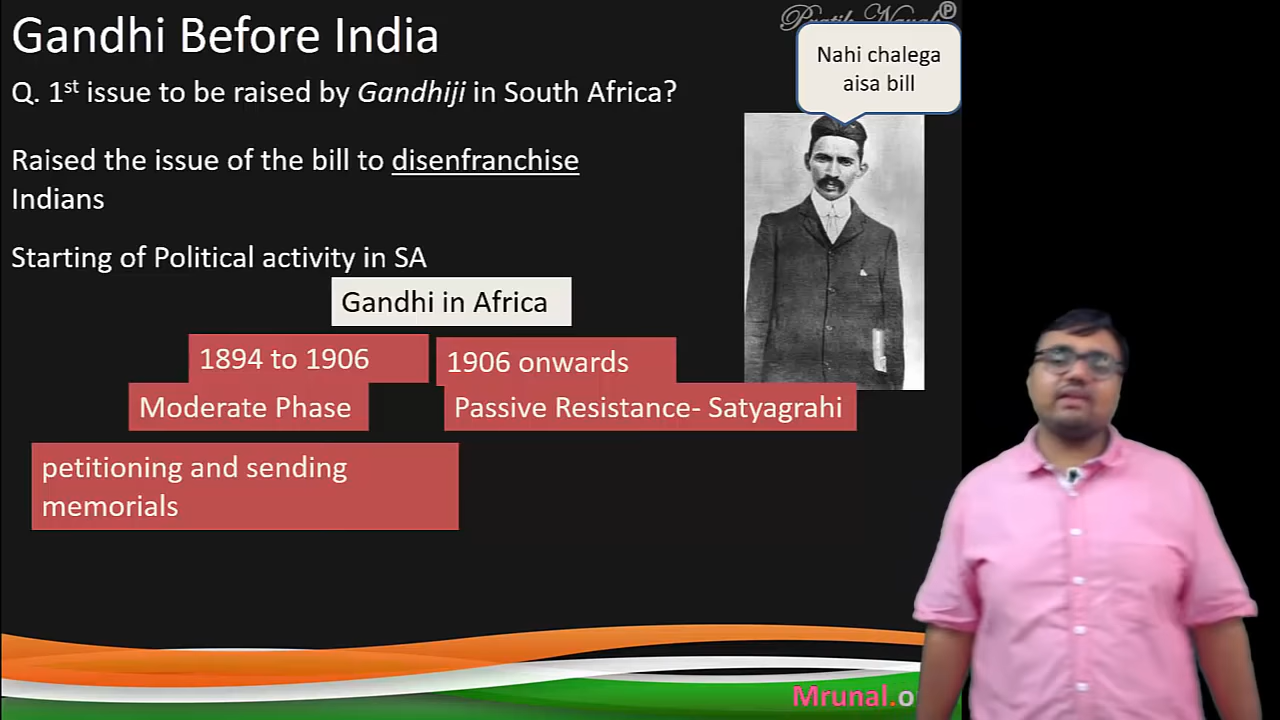 Gandhi Before India
Pratik Nayak Ⓟ
Nahi chalega
aisa bill
Q. 1st issue to be raised by Gandhiji in South Africa?
Raised the issue of the bill to disenfranchise
Indians
Starting of Political activity in SA
Gandhi in Africa
1894 to 1906
1906 onwards
Moderate Phase
Passive Resistance- Satyagrahi
petitioning and sending
memorials
Mrunal.o